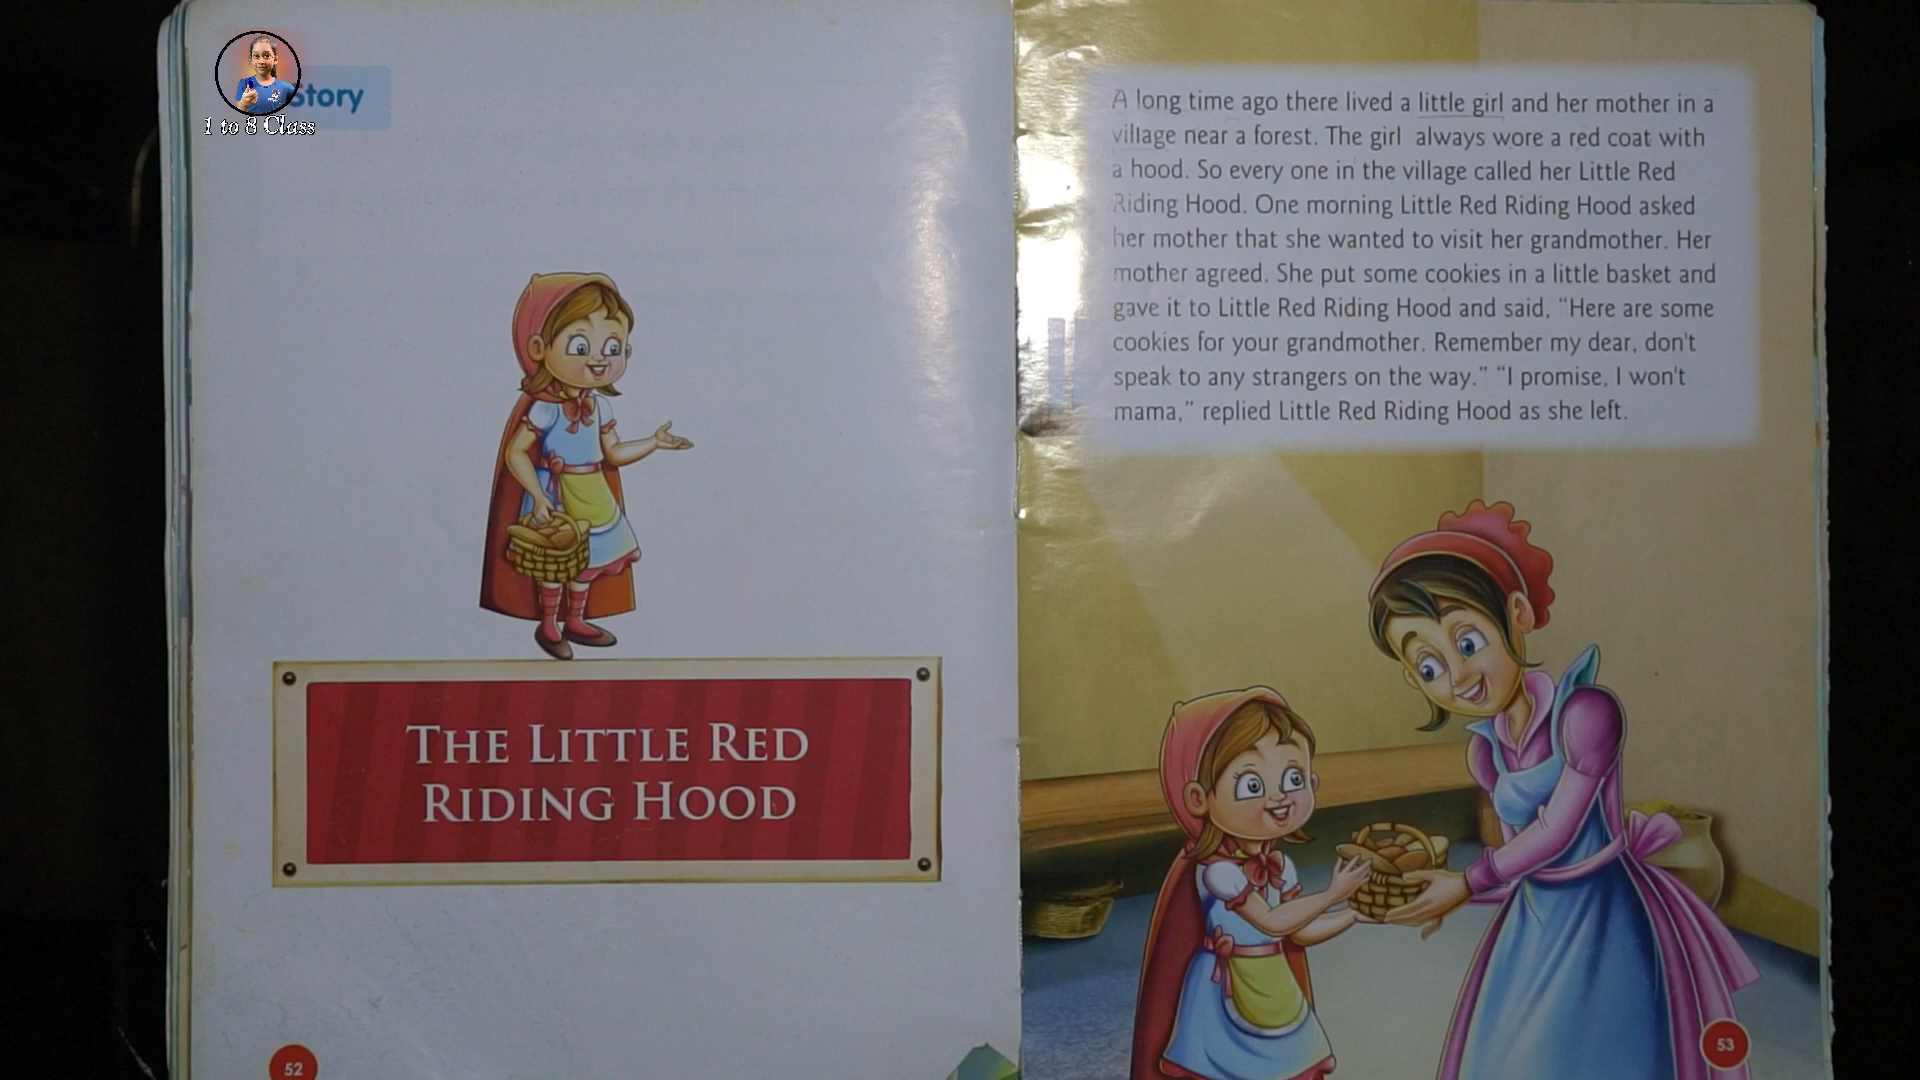 Story
1 to 8 Class
THE LITTLE RED
RIDING HOOD
52
A long time ago there lived a little girl and her mother in a
village near a forest. The girl always wore a red coat with
a hood. So every one in the village called her Little Red
Riding Hood. One morning Little Red Riding Hood asked
her mother that she wanted to visit her grandmother. Her
mother agreed. She put some cookies in a little basket and
gave it to Little Red Riding Hood and said, “Here are some
cookies for your grandmother. Remember my dear, don't
speak to any strangers on the way.” “I promise, I won't
mama,” replied Little Red Riding Hood as she left.
53